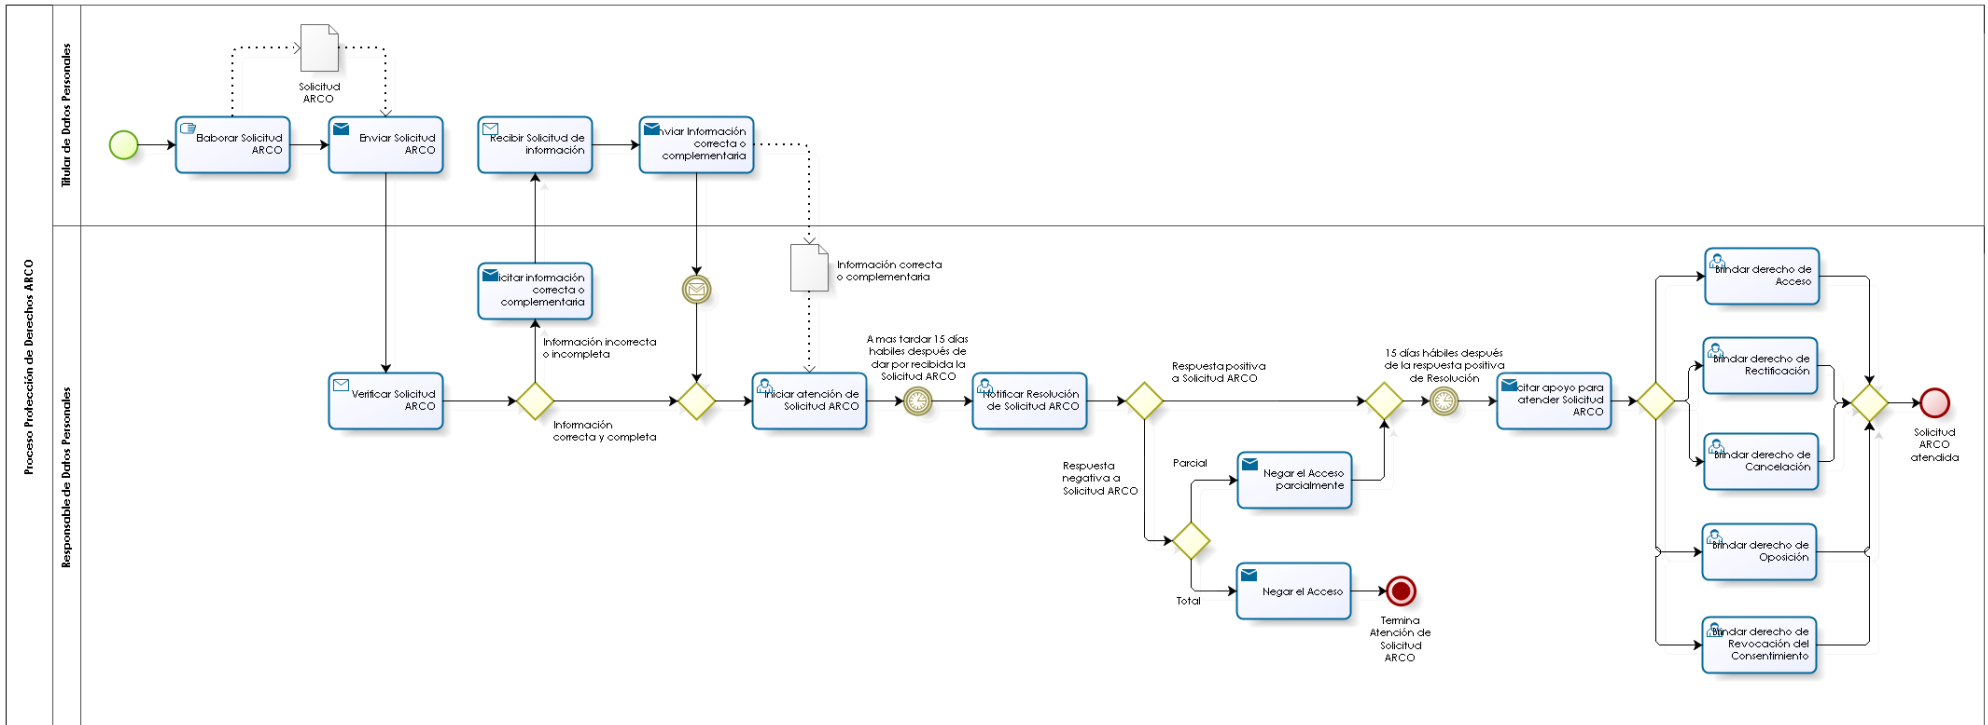 Proceso Protección de Derechos ARCO
Titular de Datos Personales
Solicitud
ARCO
Elaborar Solicitud
ARCO
Enviar Solicitud
ARCO
Recibir Solicitud de
información
nviar Información
correcta o
complementaria
Responsable de Datos Personales
icitar información
correcta o
complementaria
Información correcta
o complementaria
Información incorrecta
o incompleta
Verificar Solicitud
ARCO
Información
correcta y completa
Iniciar atención de
Solicitud ARCO
A mas tardar 15 días
habiles después de
dar por recibida la
Solicitud ARCO
Notificar Resolución
de Solicitud ARCO
Respuesta positiva
a Solicitud ARCO
Respuesta
negativa a
Solicitud ARCO
Parcial
Negar el Acceso
parcialmente
Total
Negar el Acceso
Termina
Atención de
Solicitud
ARCO
15 días hábiles después
de la respuesta positiva
de Resolución
citar apoyo para
atender Solicitud
ARCO
Brindar derecho de
Acceso
Brindar derecho de
Rectificación
Brindar derecho de
Cancelación
Brindar derecho de
Oposición
Brindar derecho de
Revocación del
Consentimiento
Solicitud
ARCO
atendida